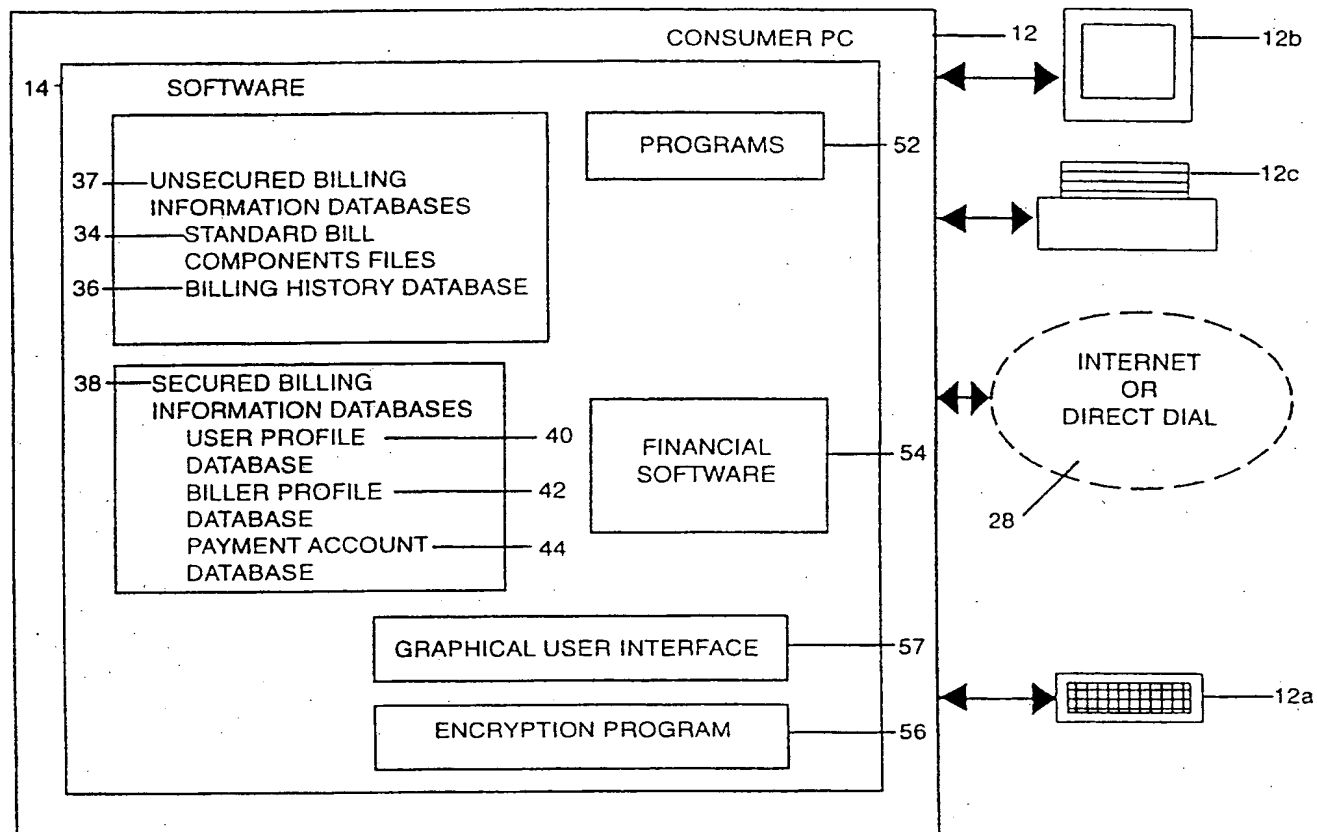 CONSUMER PC
12
12b
14
SOFTWARE
PROGRAMS
52
12c
37
UNSECURED BILLING
INFORMATION DATABASES
34
STANDARD BILL
COMPONENTS FILES
36
BILLING HISTORY DATABASE
INTERNET
OR
DIRECT DIAL
28
38
SECURED BILLING
INFORMATION DATABASES
USER PROFILE
40
DATABASE
BILLER PROFILE
42
DATABASE
PAYMENT ACCOUNT
44
DATABASE
FINANCIAL
SOFTWARE
54
GRAPHICAL USER INTERFACE
57
12a
ENCRYPTION PROGRAM
56